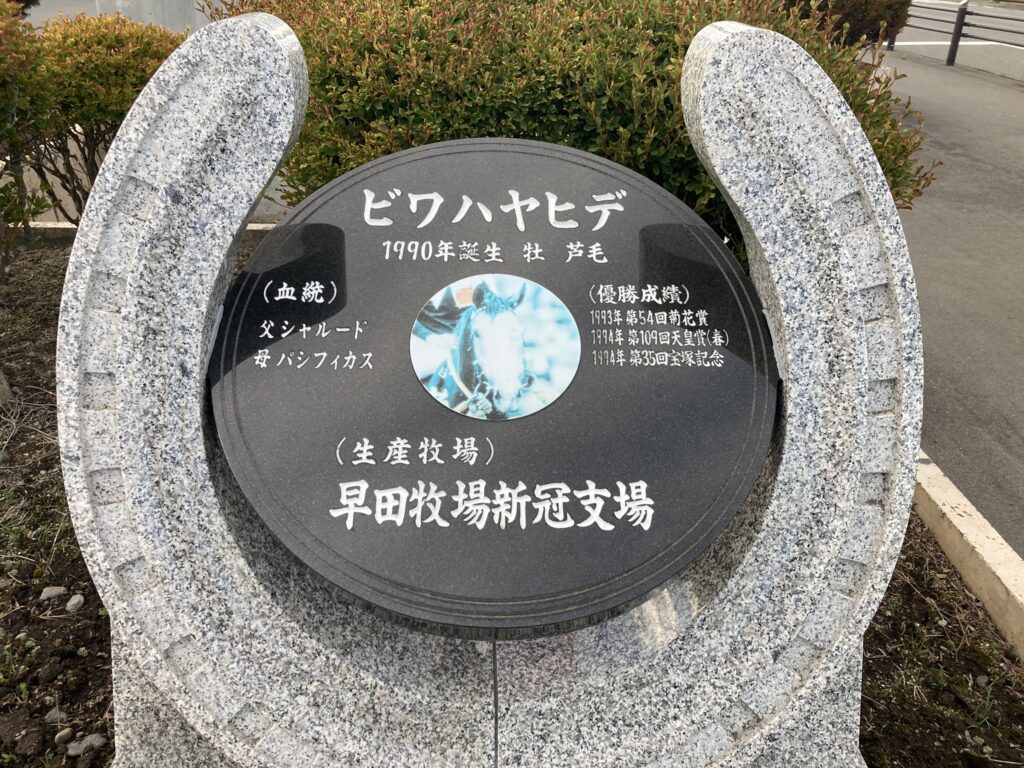 ビワハヤヒデ
1990年誕生 牡 芦毛
(血統)
父 シャルード
母 パシフィカス
(優勝成績)
1993年 第54回菊花賞
1994年 第109回天皇賞(春)
1994年 第35回宝塚記念
(生産牧場)
早田牧場新冠支場